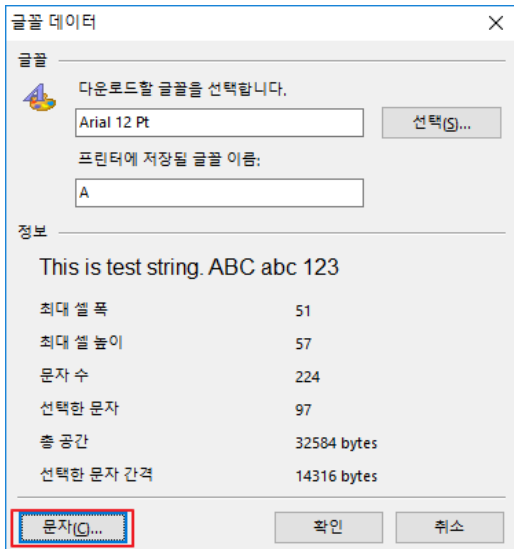 글꼴 데이터
글꼴
다운로드할 글꼴을 선택합니다.
Arial 12 Pt
선택(S)...
프린터에 저장될 글꼴 이름:
A
정보
This is test string. ABC abc 123
최대 셀 폭 51
최대 셀 높이 57
문자 수 224
선택한 문자 97
총 공간 32584 bytes
선택한 문자 간격 14316 bytes
문자(C)... 확인 취소